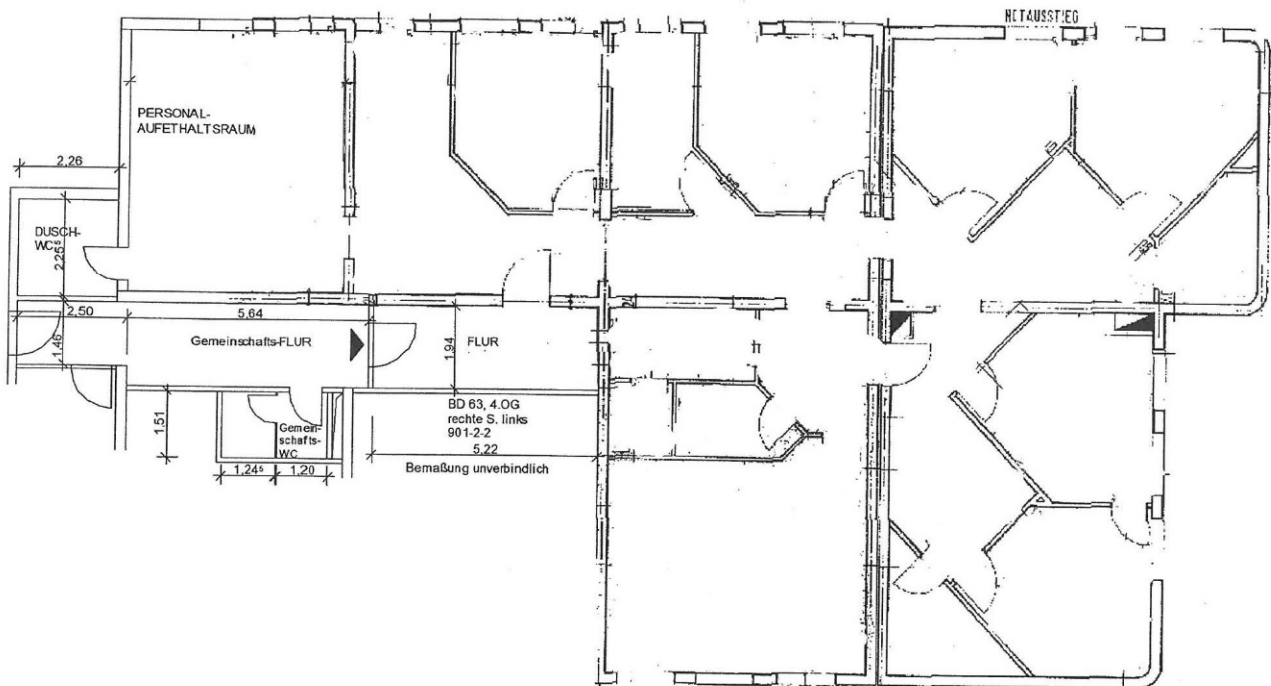 NOTAUSSTIEG
PERSONAL-
AUFETHALTSRAUM
2,26
DUSCH-
WC
2,25⁵
2,50
5,64
1,46
Gemeinschafts-FLUR
1,94
FLUR
1,51
Gemein-
schafts-
WC
1,24⁵
1,20
BD 63, 4.OG
rechte S. links
901-2-2
5,22
Bemaßung unverbindlich